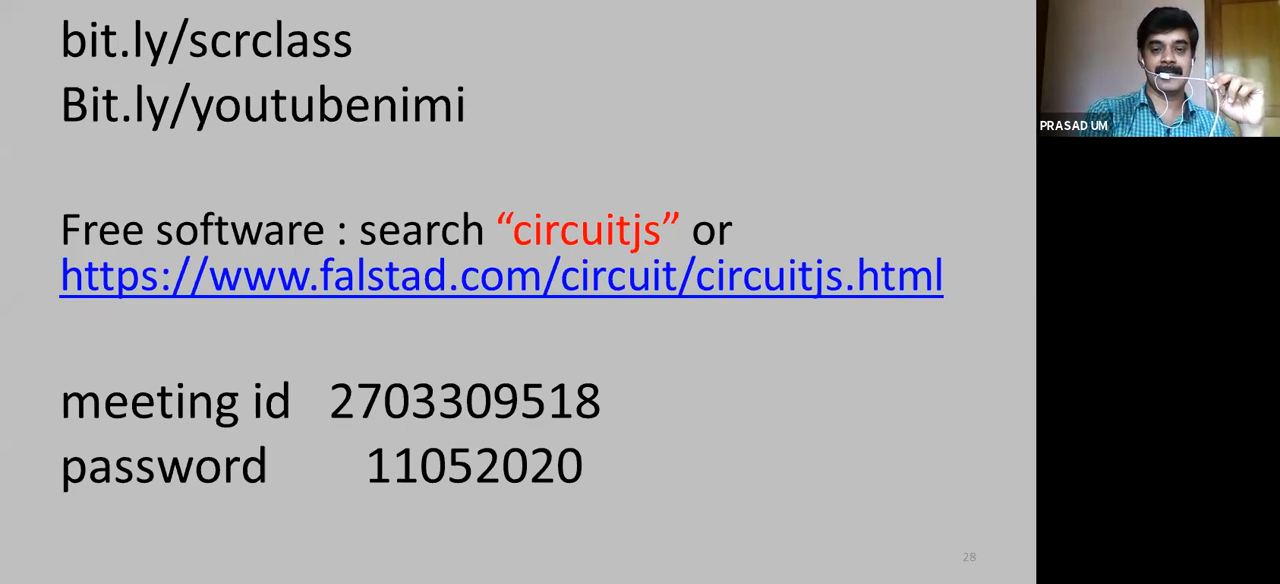 bit.ly/scrclass
Bit.ly/youtubenimi
Free software : search “circuitjs” or
https://www.falstad.com/circuit/circuitjs.html
meeting id 2703309518
password 11052020
28
PRASAD UM